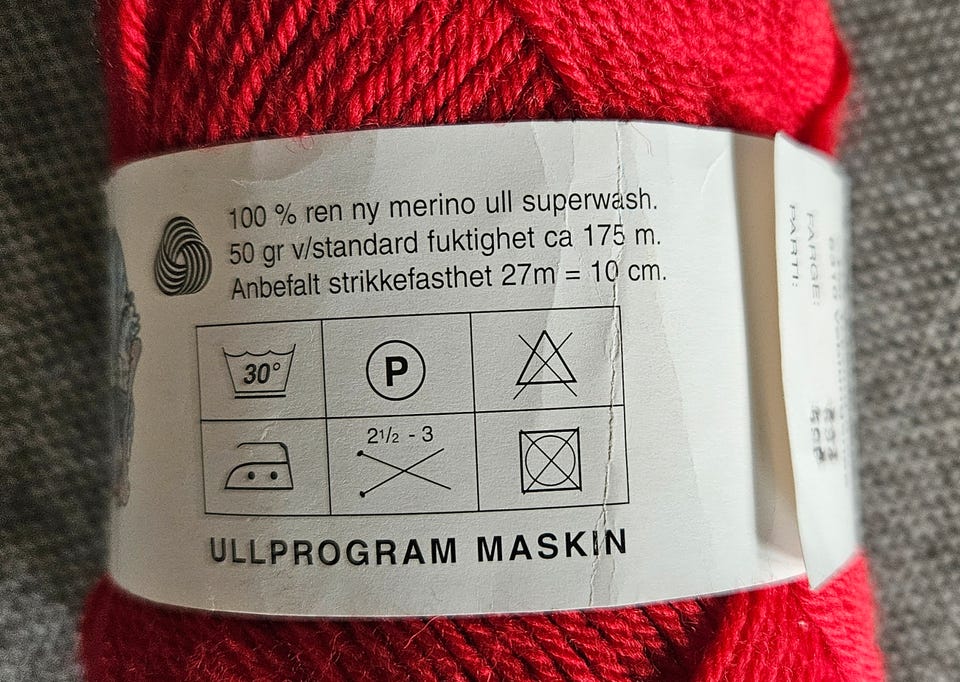 100 % ren ny merino ull superwash.
50 gr v/standard fuktighet ca 175 m.
Anbefalt strikkefasthet 27m = 10 cm.
30°
P
2½ - 3
ULLPROGRAM MASKIN
FARGE:
PARTI: